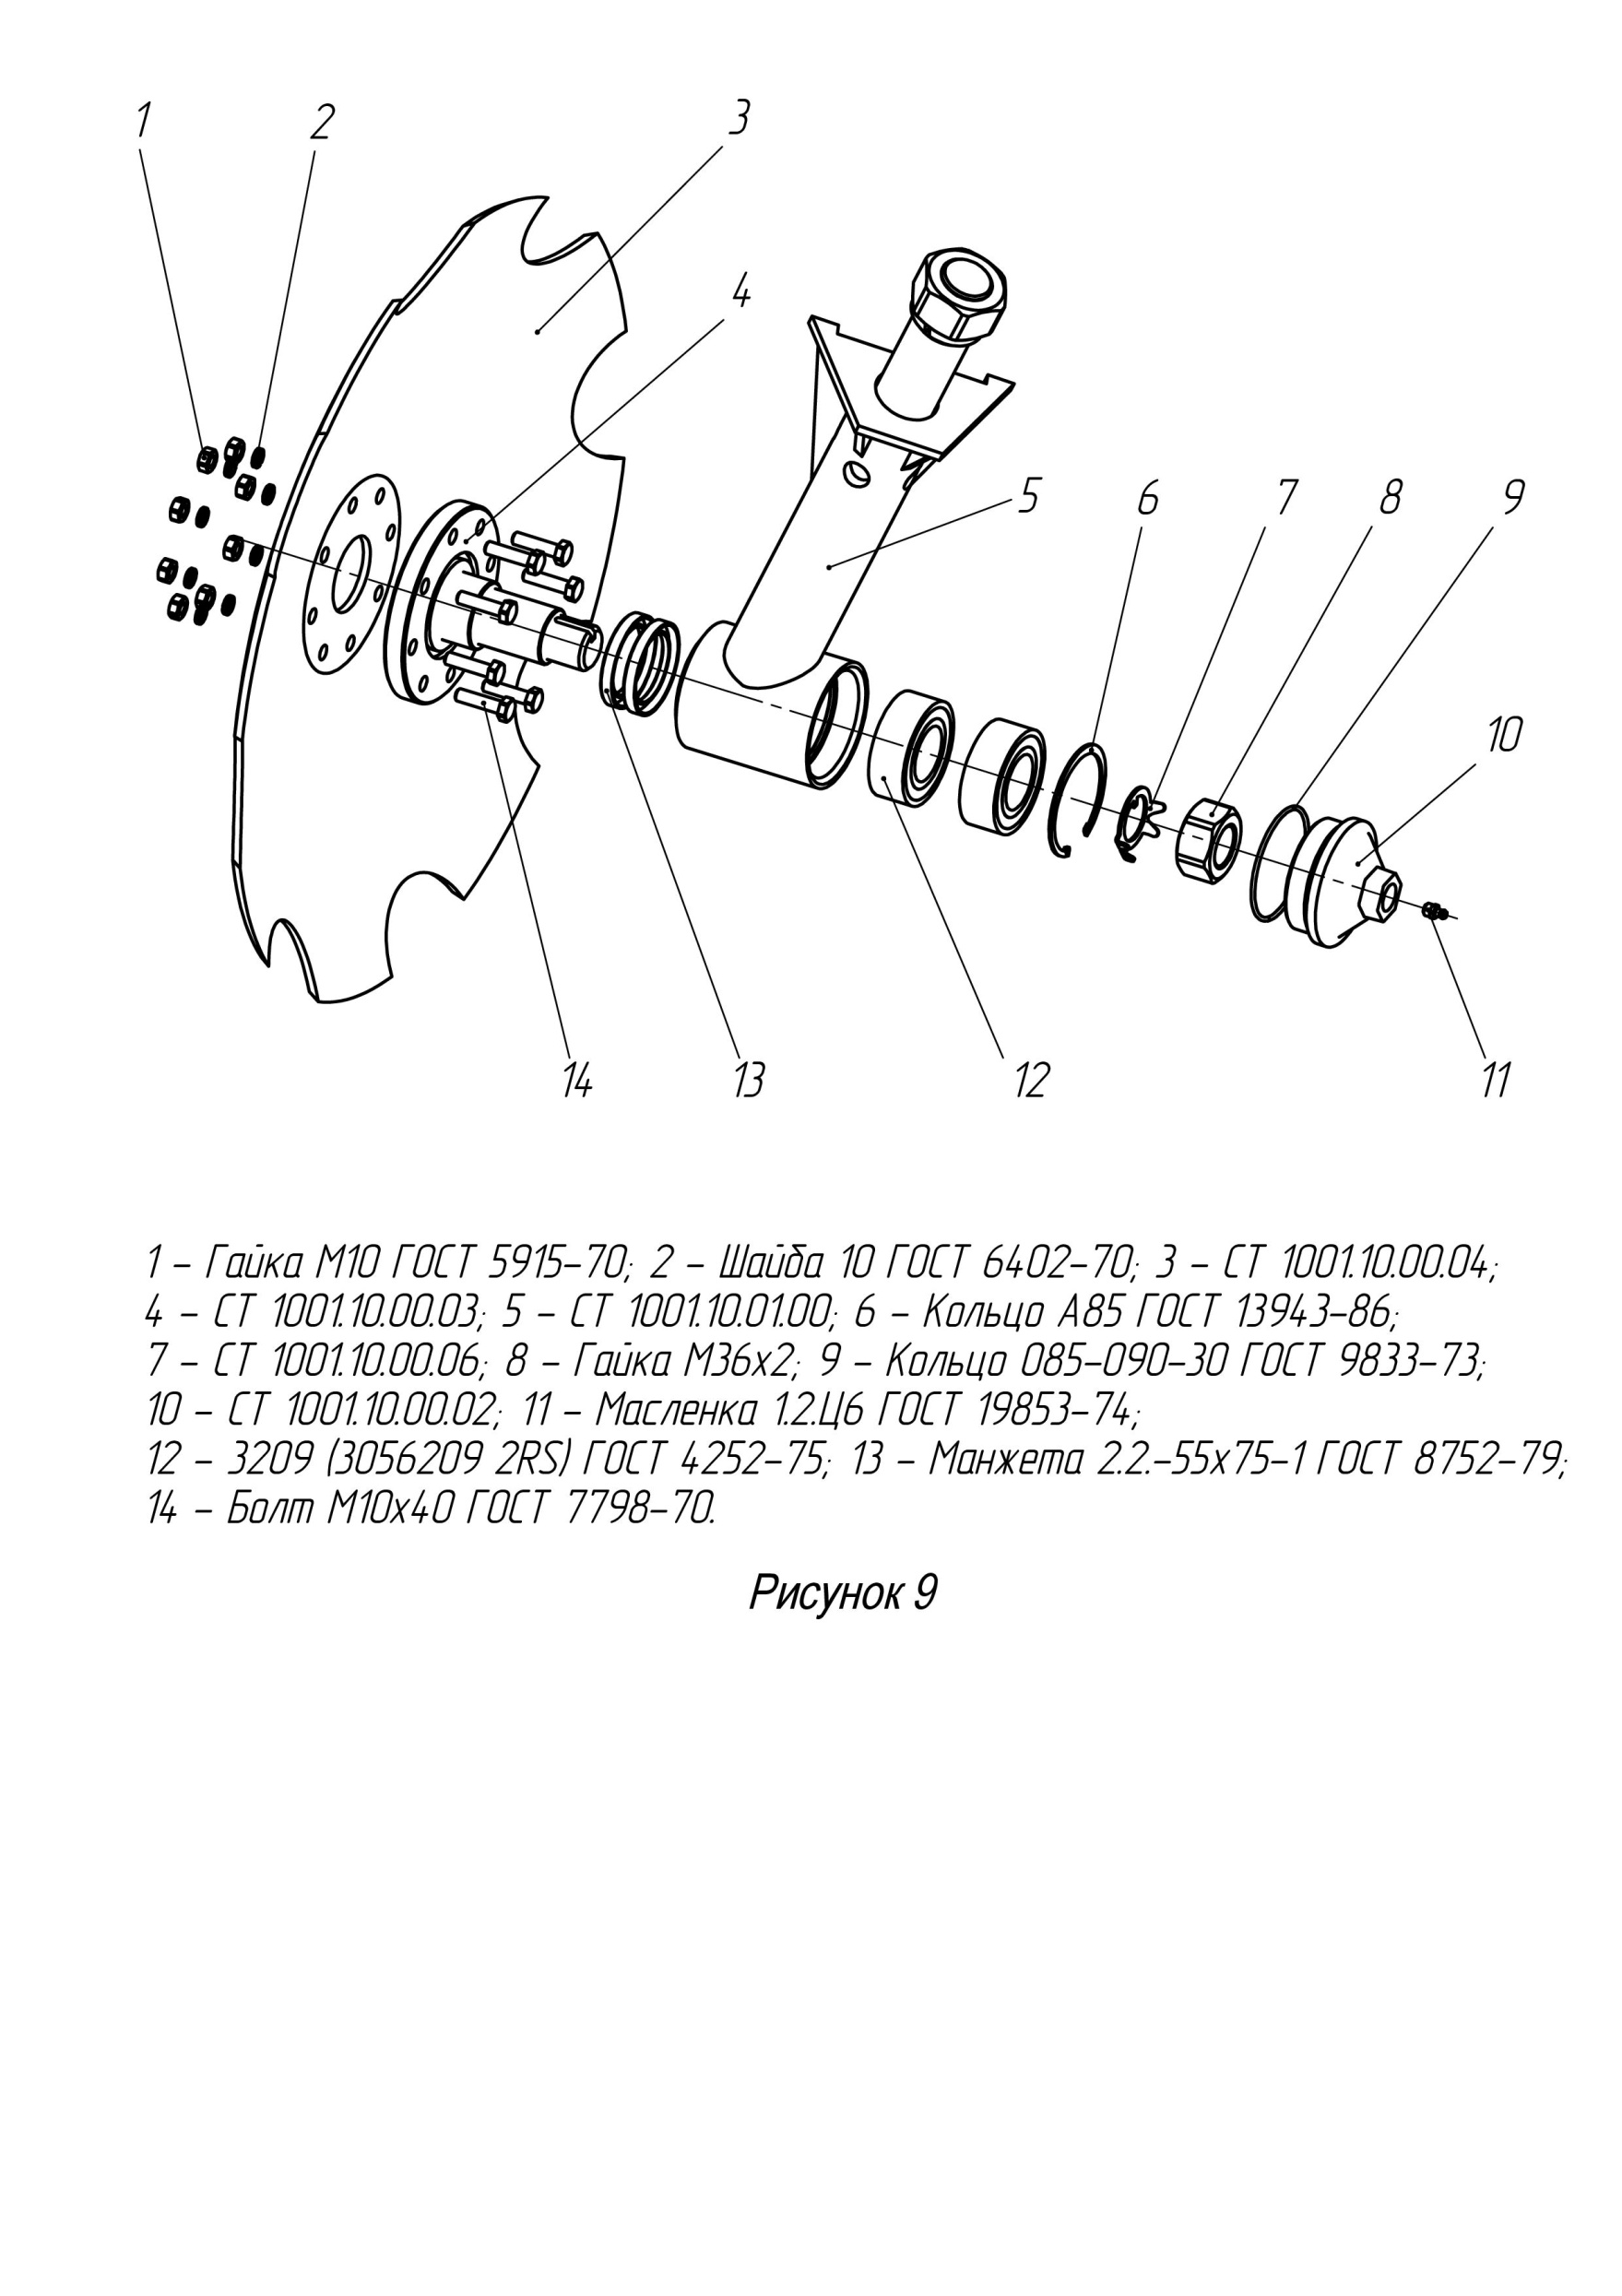 1 2 3
4
5 6 7 8 9
10
14 13 12 11
1 – Гайка М10 ГОСТ 5915–70; 2 – Шайба 10 ГОСТ 6402–70; 3 – СТ 1001.10.00.04;
4 – СТ 1001.10.00.03; 5 – СТ 1001.10.01.00; 6 – Кольцо А85 ГОСТ 13943–86;
7 – СТ 1001.10.00.06; 8 – Гайка М36х2; 9 – Кольцо 085–090–30 ГОСТ 9833–73;
10 – СТ 1001.10.00.02; 11 – Масленка 1.2.Ц6 ГОСТ 19853–74;
12 – 3209 (3056209 2RS) ГОСТ 4252–75; 13 – Манжета 2.2.–55х75–1 ГОСТ 8752–79;
14 – Болт М10х40 ГОСТ 7798–70.
Рисунок 9